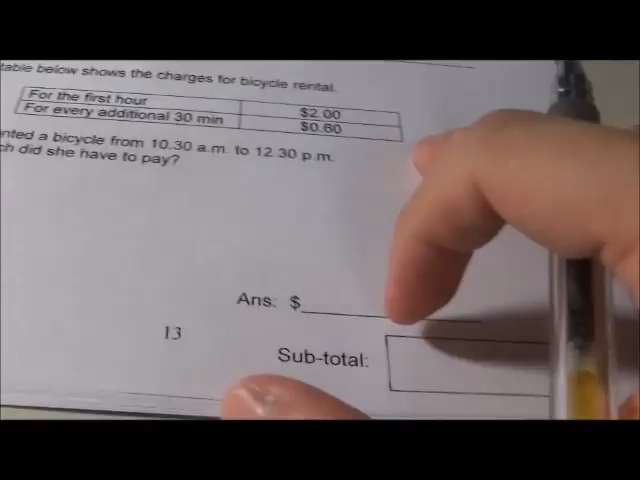 table below shows the charges for bicycle rental.
For the first hour $2.00
For every additional 30 min $0.60
nted a bicycle from 10.30 a.m. to 12.30 p.m.
ch did she have to pay?
Ans: $
13
Sub-total: